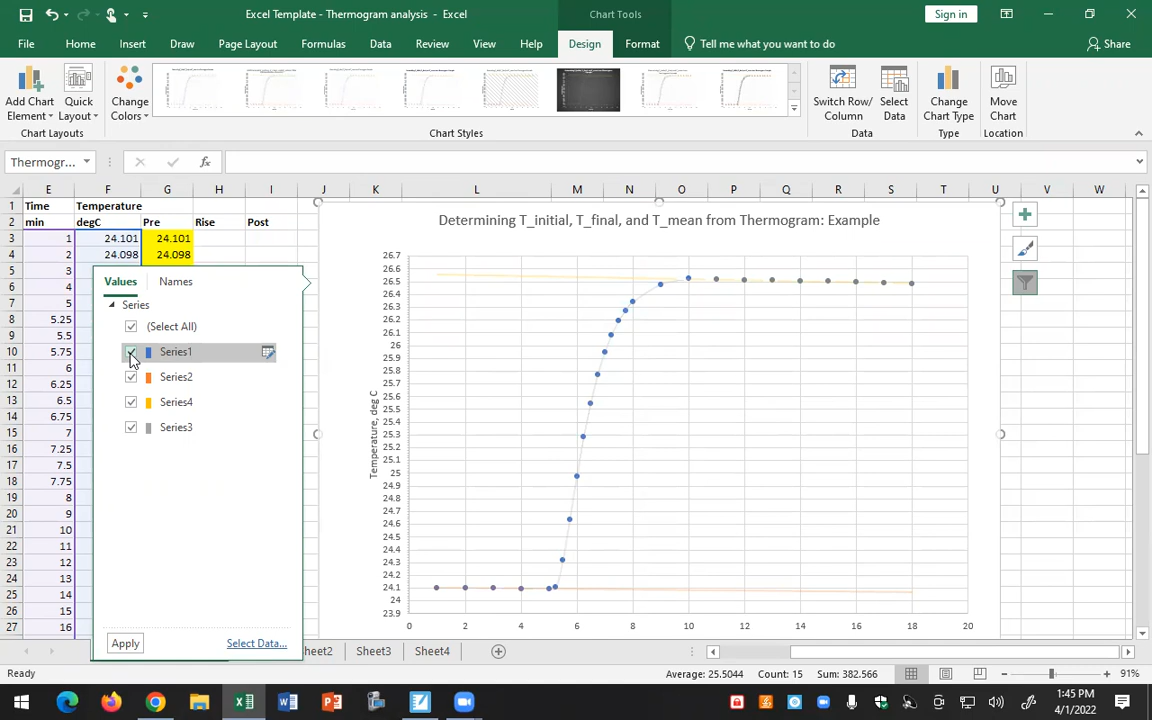 Excel Template - Thermogram analysis - Excel
Chart Tools
Sign in
File Home Insert Draw Page Layout Formulas Data Review View Help Design Format Tell me what you want to do Share
Add Chart Element
Quick Layout
Change Colors
Switch Row/ Column
Select Data
Change Chart Type
Move Chart
Chart Layouts Chart Styles Data Type Location
Thermogr... fx
E F G H I J K L M N O P Q R S T U V W
1 Time Temperature
2 min degC Pre Rise Post
3 1 24.101 24.101
4 2 24.098 24.098
5 3
6 4
7 5
8 5.25
9 5.5
10 5.75
11 6
12 6.25
13 6.5
14 6.75
15 7
16 7.25
17 7.5
18 7.75
19 8
20 9
21 10
22 11
23 12
24 13
25 14
26 15
27 16
Values Names
Series
(Select All)
Series1
Series2
Series4
Series3
Apply Select Data...
Determining T_initial, T_final, and T_mean from Thermogram: Example
Temperature, deg C
26.7
26.6
26.5
26.4
26.3
26.2
26.1
26
25.9
25.8
25.7
25.6
25.5
25.4
25.3
25.2
25.1
25
24.9
24.8
24.7
24.6
24.5
24.4
24.3
24.2
24.1
24
23.9
0 2 4 6 8 10 12 14 16 18 20
heet2 Sheet3 Sheet4
Ready Average: 25.5044 Count: 15 Sum: 382.566 91%
1:45 PM
4/1/2022